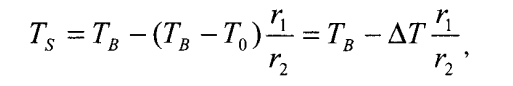 T_S = T_B − (T_B − T_0) r_1/r_2 = T_B − ΔT r_1/r_2 ,